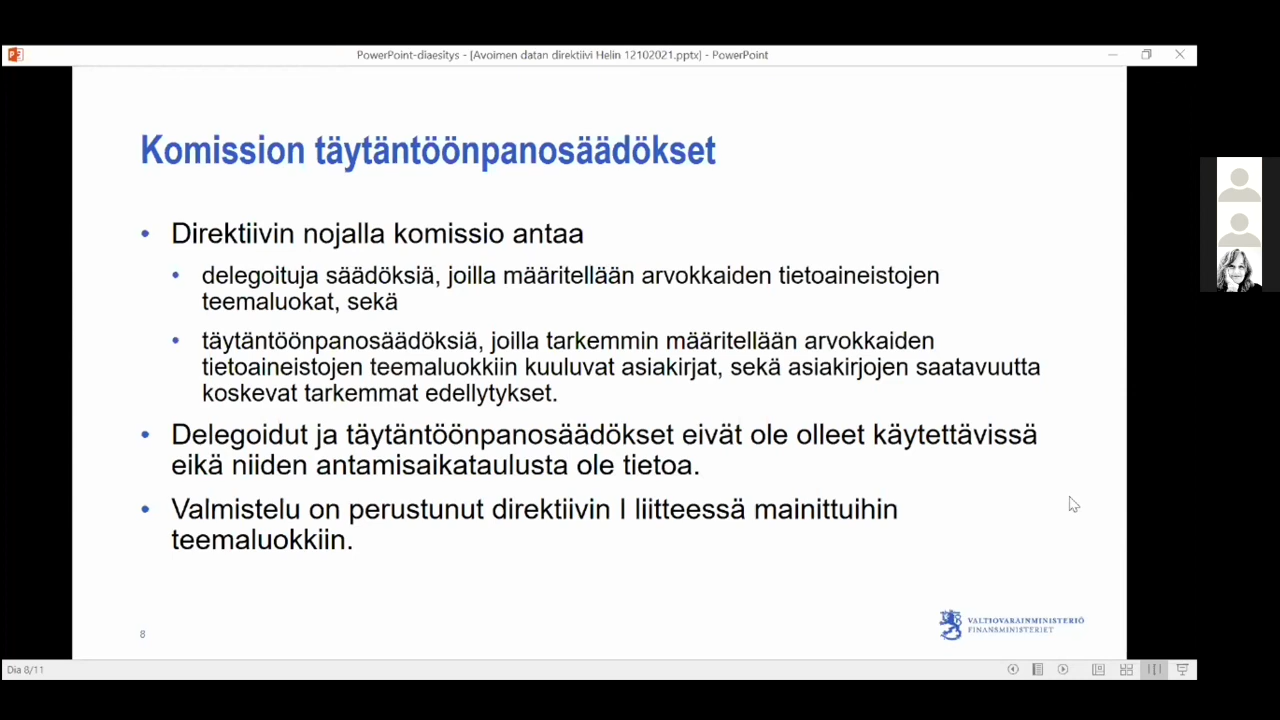 PowerPoint-diaesitys - [Avoimen datan direktiivi Helin 12102021.pptx] - PowerPoint
Komission täytäntöönpanosäädökset
• Direktiivin nojalla komissio antaa
• delegoituja säädöksiä, joilla määritellään arvokkaiden tietoaineistojen
teemaluokat, sekä
• täytäntöönpanosäädöksiä, joilla tarkemmin määritellään arvokkaiden
tietoaineistojen teemaluokkiin kuuluvat asiakirjat, sekä asiakirjojen saatavuutta
koskevat tarkemmat edellytykset.
• Delegoidut ja täytäntöönpanosäädökset eivät ole olleet käytettävissä
eikä niiden antamisaikataulusta ole tietoa.
• Valmistelu on perustunut direktiivin I liitteessä mainittuihin
teemaluokkiin.
8
VALTIOVARAINMINISTERIÖ
FINANSMINISTERIET
Dia 8/11